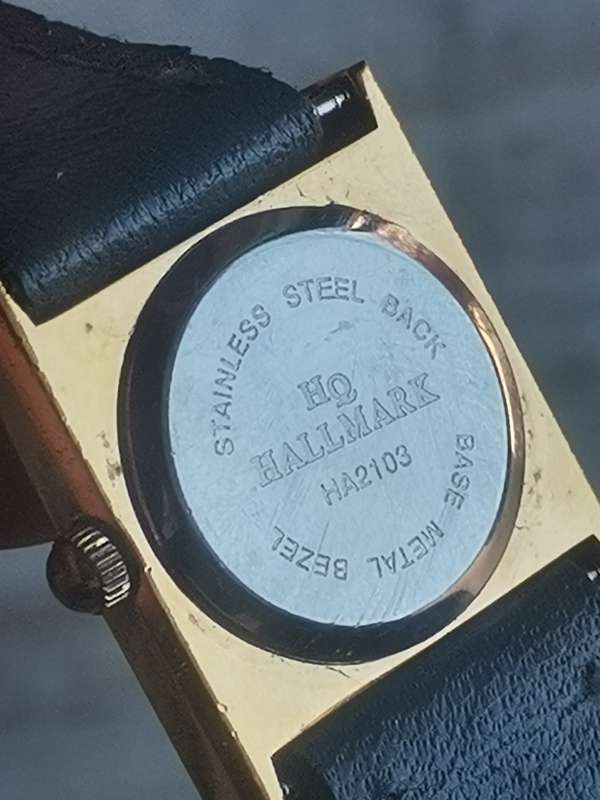 STAINLESS STEEL BACK
HQ
HALLMARK
HA2103
BASE METAL BEZEL